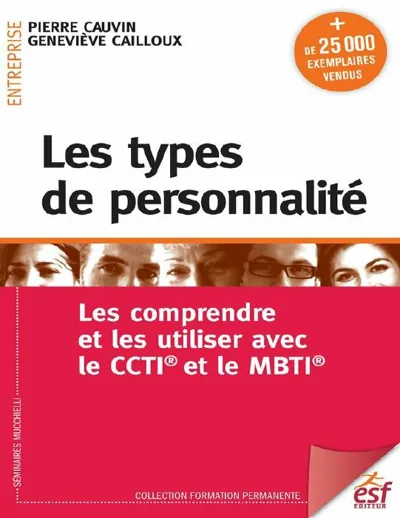 ENTREPRISE
PIERRE CAUVIN
GENEVIÈVE CAILLOUX
+
DE 25 000
EXEMPLAIRES
VENDUS
Les types
de personnalité
Les comprendre
et les utiliser avec
le CCTI® et le MBTI®
SÉMINAIRES MUCCHIELLI
COLLECTION FORMATION PERMANENTE
esf
EDITEUR